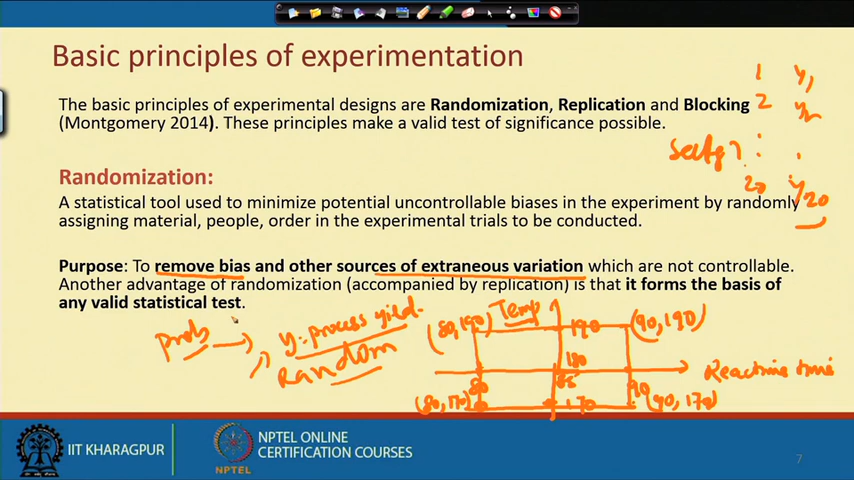 Basic principles of experimentation
The basic principles of experimental designs are Randomization, Replication and Blocking
(Montgomery 2014). These principles make a valid test of significance possible.
Randomization:
A statistical tool used to minimize potential uncontrollable biases in the experiment by randomly
assigning material, people, order in the experimental trials to be conducted.
Purpose: To remove bias and other sources of extraneous variation which are not controllable.
Another advantage of randomization (accompanied by replication) is that it forms the basis of
any valid statistical test.
1 y1
2 y2
20 y20
prob
y: process yield.
Random
Temp
(80,190) 190 (90,190)
180
80 85 90 Reaction time
(80,170) 170 (90,170)
IIT KHARAGPUR
NPTEL
NPTEL ONLINE
CERTIFICATION COURSES
7